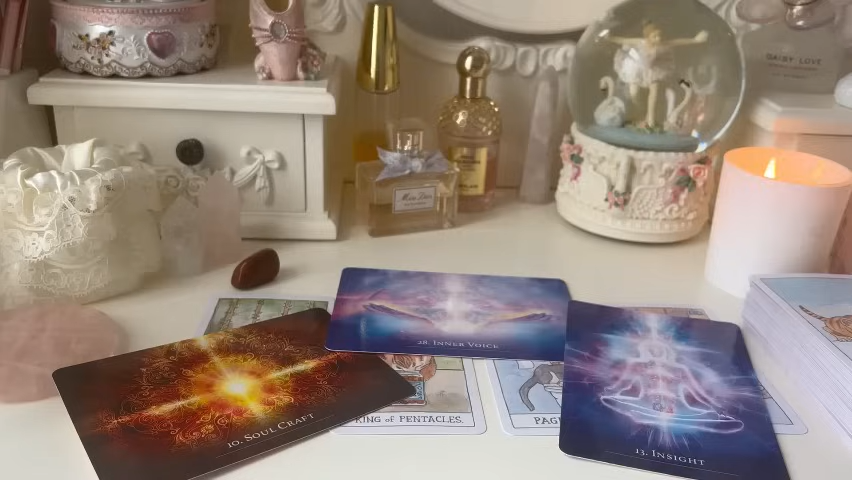 DAISY LOVE
Miss Dior
28. INNER VOICE
10. SOUL CRAFT
KING of PENTACLES.
PAG
13. INSIGHT